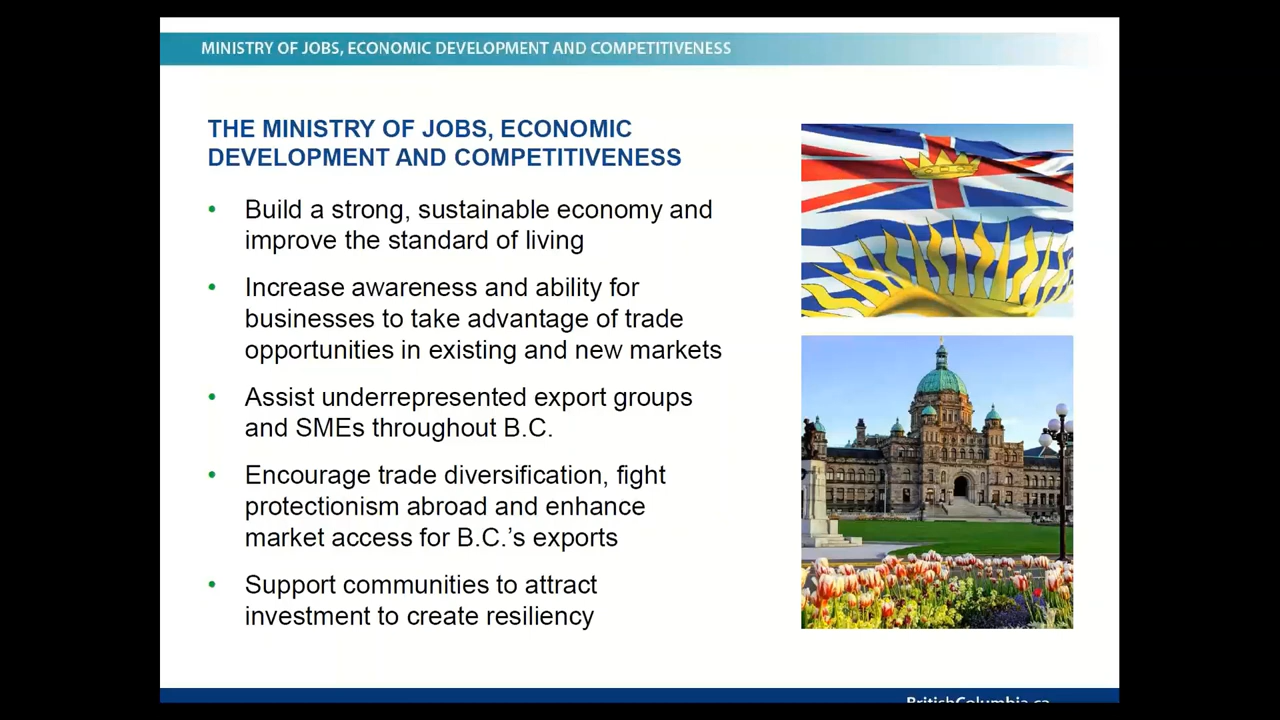 MINISTRY OF JOBS, ECONOMIC DEVELOPMENT AND COMPETITIVENESS
THE MINISTRY OF JOBS, ECONOMIC
DEVELOPMENT AND COMPETITIVENESS
• Build a strong, sustainable economy and
improve the standard of living
• Increase awareness and ability for
businesses to take advantage of trade
opportunities in existing and new markets
• Assist underrepresented export groups
and SMEs throughout B.C.
• Encourage trade diversification, fight
protectionism abroad and enhance
market access for B.C.'s exports
• Support communities to attract
investment to create resiliency
BritishColumbia.ca